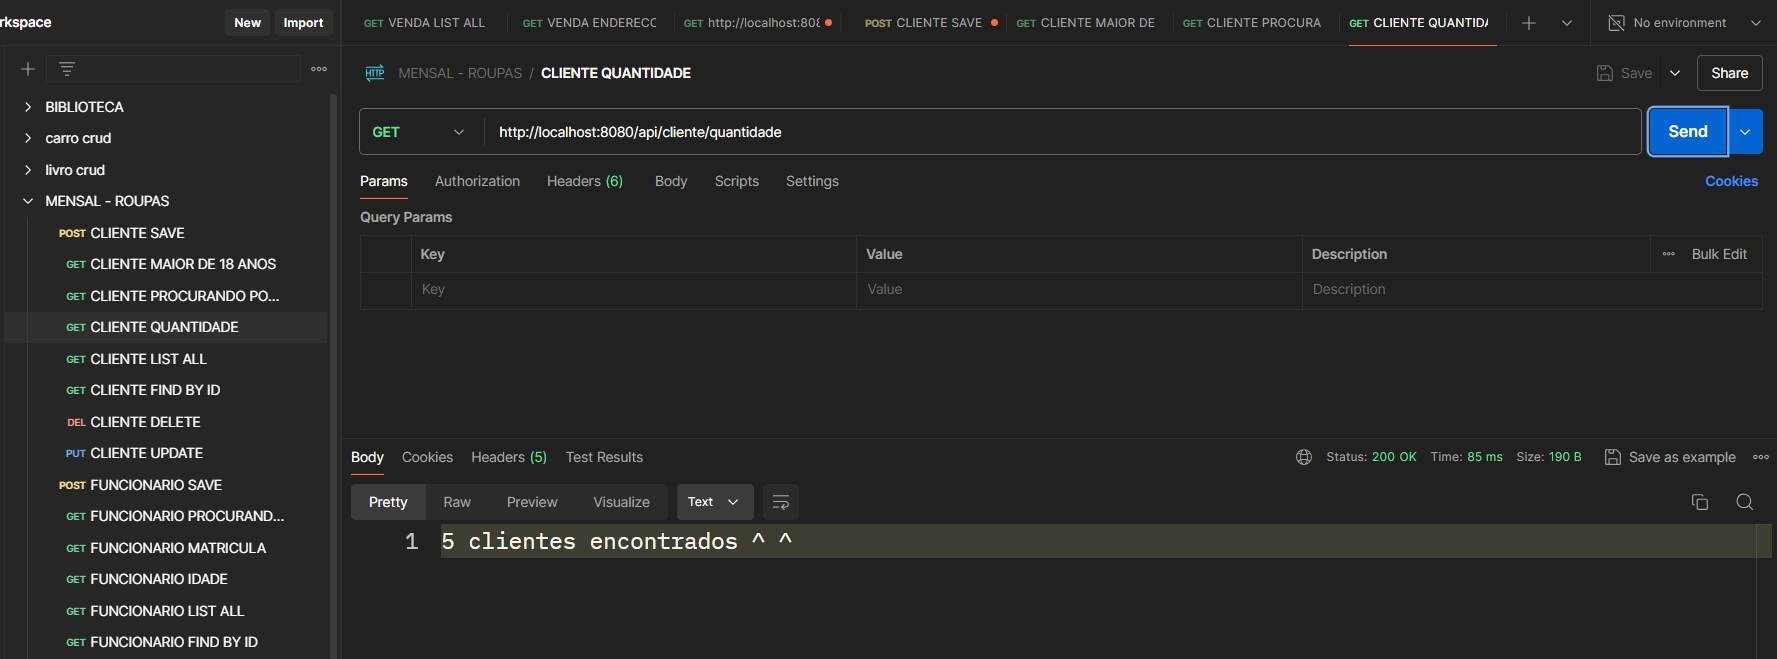 rkspace
New
Import
GET VENDA LIST ALL
GET VENDA ENDEREC
GET http://localhost:808
POST CLIENTE SAVE
GET CLIENTE MAIOR DE
GET CLIENTE PROCURA
GET CLIENTE QUANTIDA
No environment
HTTP MENSAL - ROUPAS / CLIENTE QUANTIDADE
Save
Share
BIBLIOTECA
carro crud
livro crud
MENSAL - ROUPAS
POST CLIENTE SAVE
GET CLIENTE MAIOR DE 18 ANOS
GET CLIENTE PROCURANDO PO...
GET CLIENTE QUANTIDADE
GET CLIENTE LIST ALL
GET CLIENTE FIND BY ID
DEL CLIENTE DELETE
PUT CLIENTE UPDATE
POST FUNCIONARIO SAVE
GET FUNCIONARIO PROCURAND...
GET FUNCIONARIO MATRICULA
GET FUNCIONARIO IDADE
GET FUNCIONARIO LIST ALL
GET FUNCIONARIO FIND BY ID
GET http://localhost:8080/api/cliente/quantidade Send
Params Authorization Headers (6) Body Scripts Settings Cookies
Query Params
Key Value Description Bulk Edit
Key Value Description
Body Cookies Headers (5) Test Results Status: 200 OK Time: 85 ms Size: 190 B Save as example
Pretty Raw Preview Visualize Text
1 5 clientes encontrados ^ ^